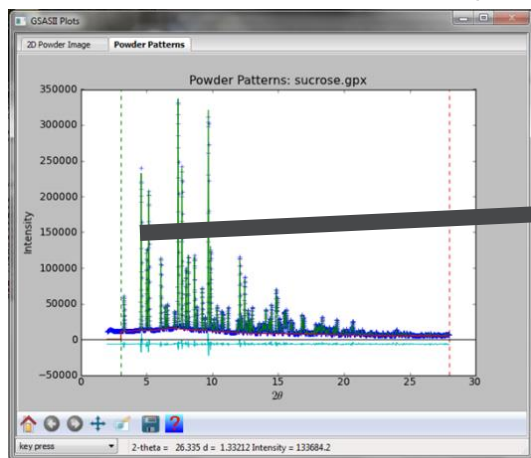 GSASII Plots
2D Powder Image Powder Patterns
Powder Patterns: sucrose.gpx
350000
300000
250000
200000
150000
100000
50000
0
−50000
Intensity
0 5 10 15 20 25 30
2θ
key press 2-theta = 26.335 d = 1.33212 Intensity = 133684.2